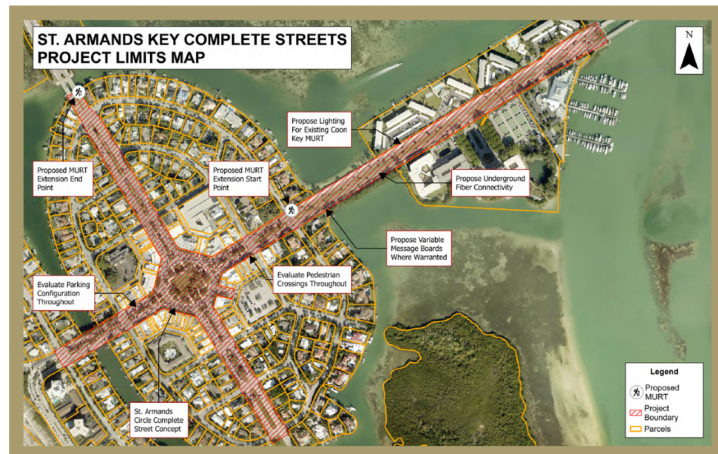 ST. ARMANDS KEY COMPLETE STREETS
PROJECT LIMITS MAP
N
Propose Lighting
For Existing Coon
Key MURT
Proposed MURT
Extension End
Point
Proposed MURT
Extension Start
Point
Propose Underground
Fiber Connectivity
Propose Variable
Message Boards
Where Warranted
Evaluate Parking
Configuration
Throughout
Evaluate Pedestrian
Crossings Throughout
St. Armands
Circle Complete
Street Concept
Legend
Proposed
MURT
Project
Boundary
Parcels